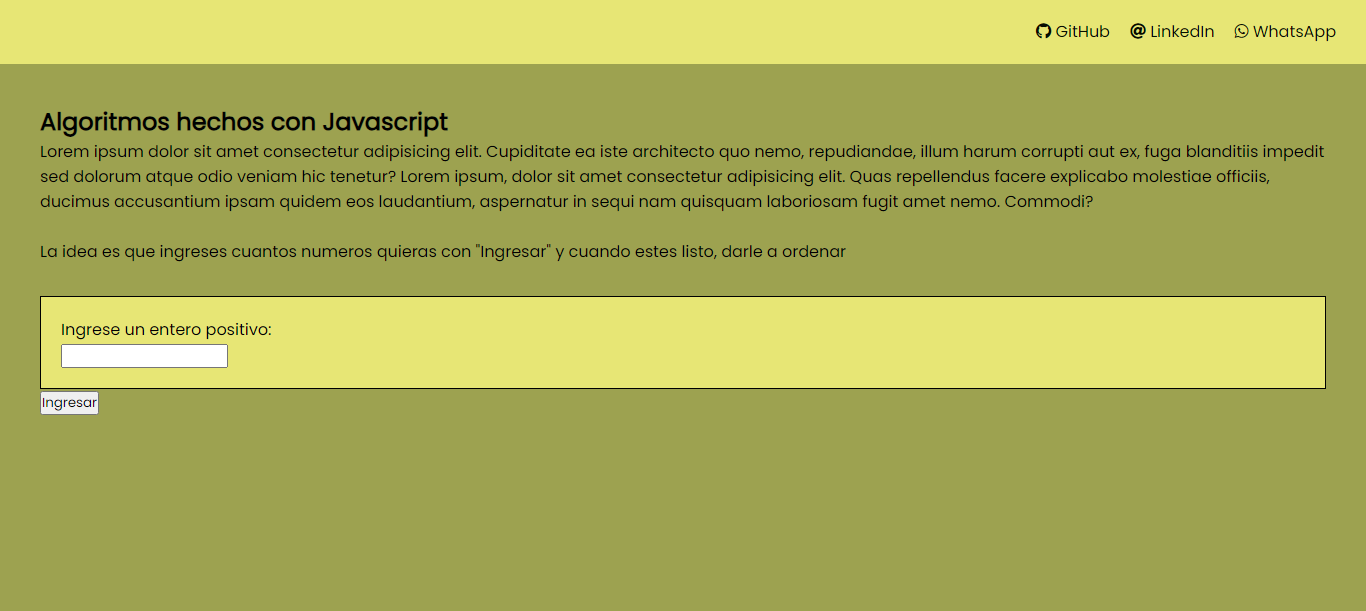 GitHub LinkedIn WhatsApp
Algoritmos hechos con Javascript
Lorem ipsum dolor sit amet consectetur adipisicing elit. Cupiditate ea iste architecto quo nemo, repudiandae, illum harum corrupti aut ex, fuga blanditiis impedit
sed dolorum atque odio veniam hic tenetur? Lorem ipsum, dolor sit amet consectetur adipisicing elit. Quas repellendus facere explicabo molestiae officiis,
ducimus accusantium ipsam quidem eos laudantium, aspernatur in sequi nam quisquam laboriosam fugit amet nemo. Commodi?
La idea es que ingreses cuantos numeros quieras con "Ingresar" y cuando estes listo, darle a ordenar
Ingrese un entero positivo:
Ingresar